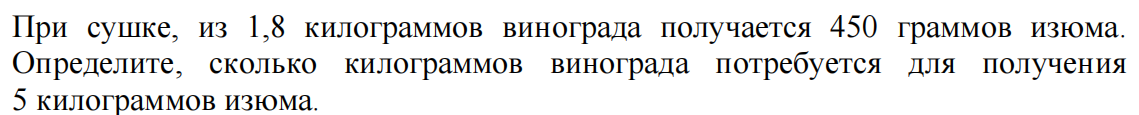 При сушке, из 1,8 килограммов винограда получается 450 граммов изюма.
Определите, сколько килограммов винограда потребуется для получения
5 килограммов изюма.